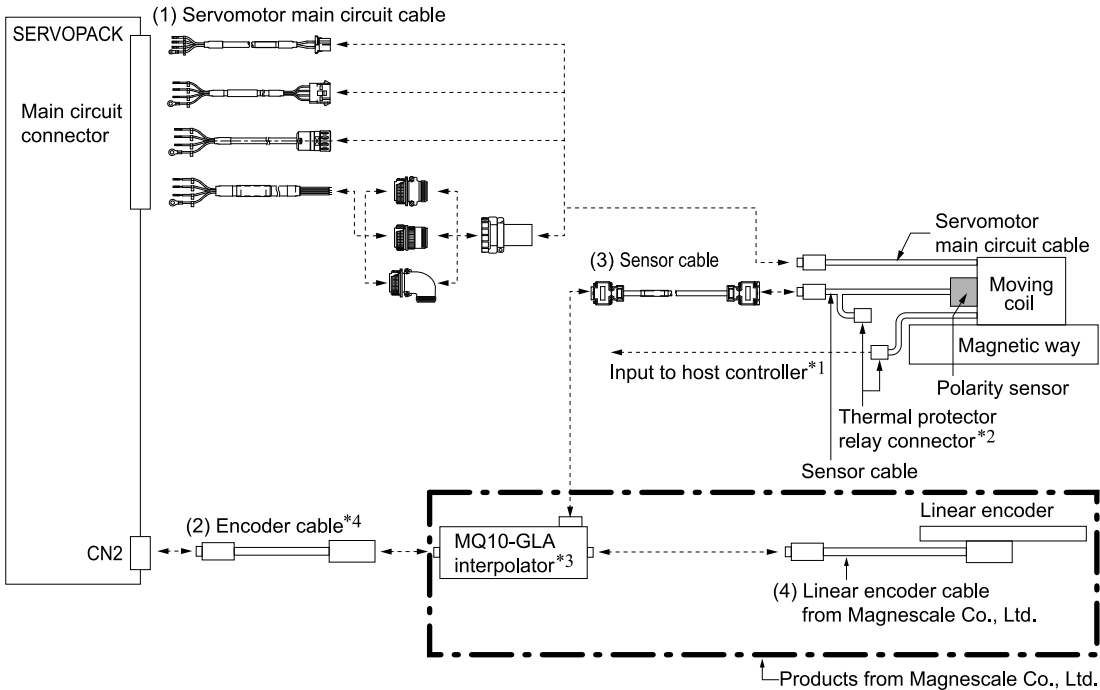 (1) Servomotor main circuit cable
SERVOPACK
Main circuit
connector
Servomotor
main circuit cable
(3) Sensor cable
Moving
coil
Magnetic way
Input to host controller*1
Polarity sensor
Thermal protector
relay connector*2
Sensor cable
Linear encoder
(2) Encoder cable*4
CN2
MQ10-GLA
interpolator*3
(4) Linear encoder cable
from Magnescale Co., Ltd.
Products from Magnescale Co., Ltd.